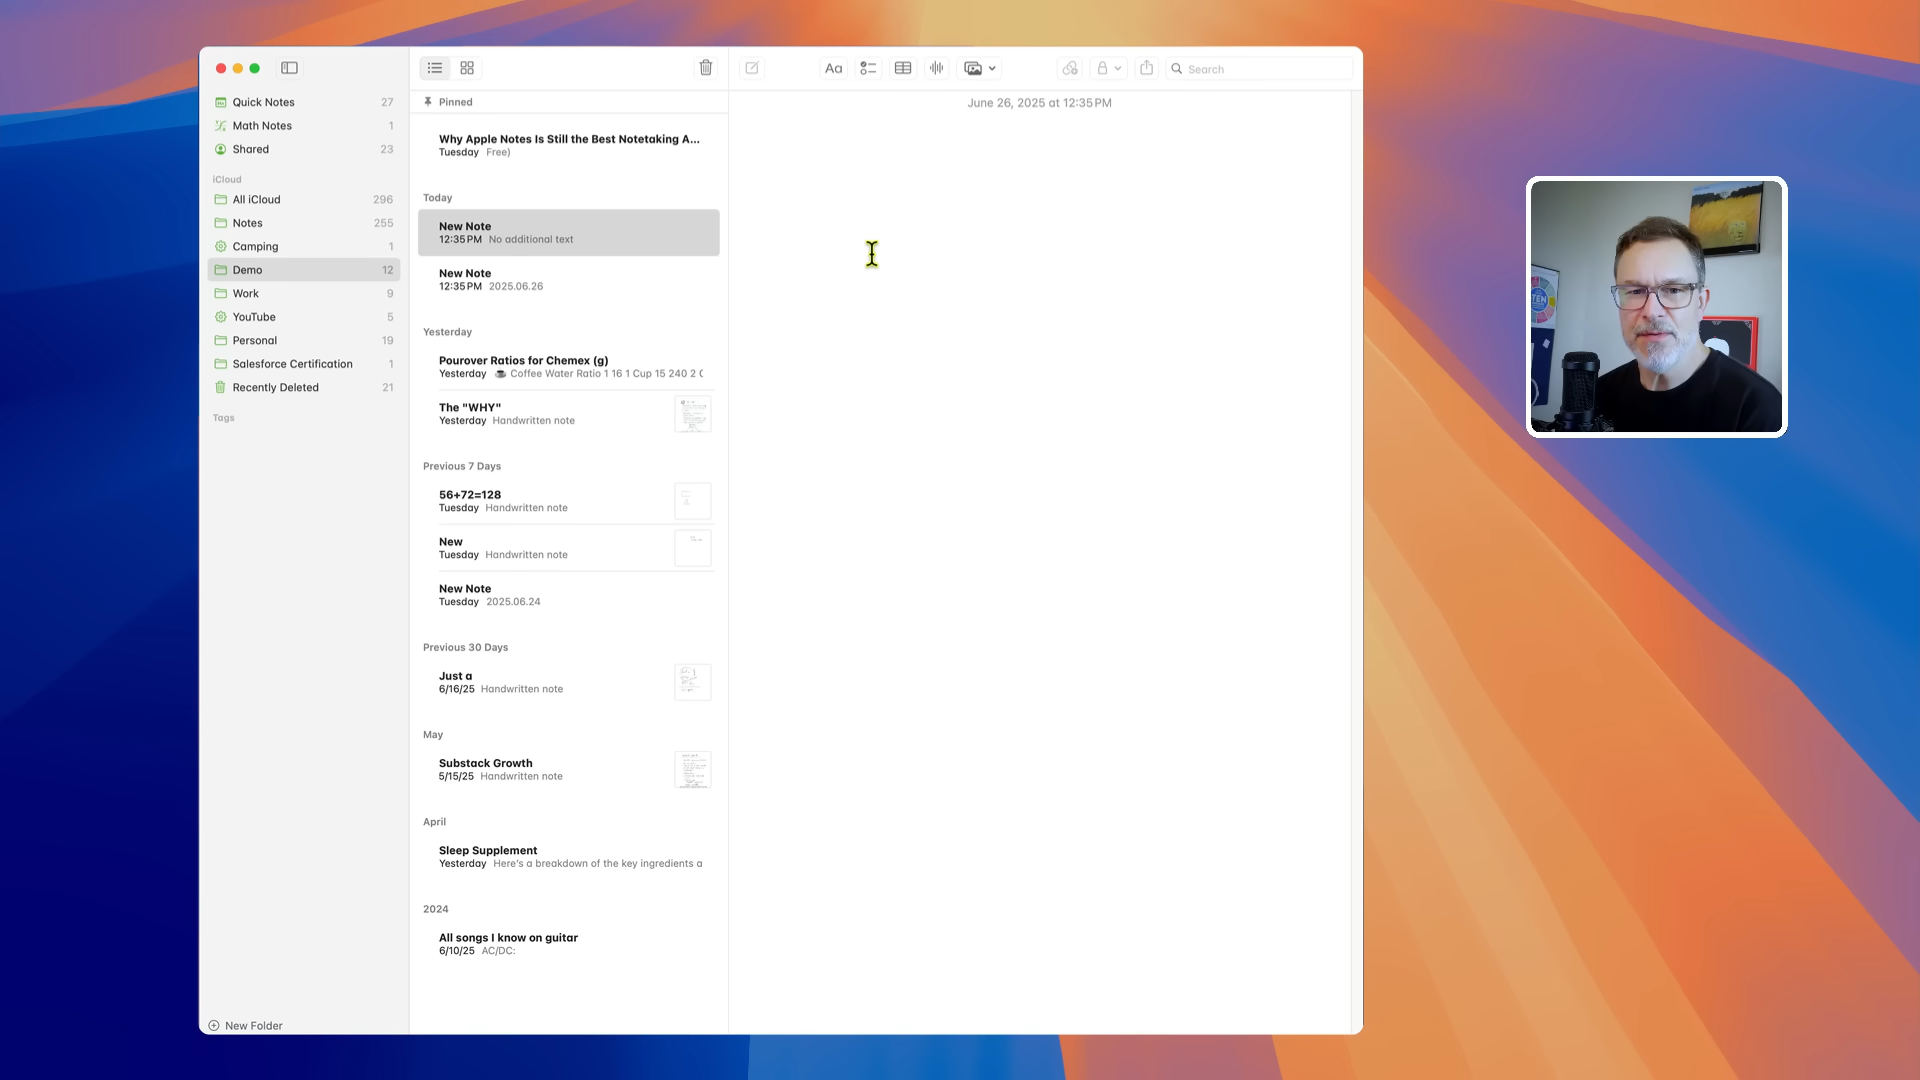 Quick Notes 27
Math Notes 1
Shared 23
iCloud
All iCloud 296
Notes 255
Camping 1
Demo 12
Work 9
YouTube 5
Personal 19
Salesforce Certification 1
Recently Deleted 21
Tags
New Folder
Pinned
Why Apple Notes Is Still the Best Notetaking A...
Tuesday Free)
Today
New Note
12:35 PM No additional text
New Note
12:35 PM 2025.06.26
Yesterday
Pourover Ratios for Chemex (g)
Yesterday ☕ Coffee Water Ratio 1 16 1 Cup 15 240 2 C
The "WHY"
Yesterday Handwritten note
Previous 7 Days
56+72=128
Tuesday Handwritten note
New
Tuesday Handwritten note
New Note
Tuesday 2025.06.24
Previous 30 Days
Just a
6/16/25 Handwritten note
May
Substack Growth
5/15/25 Handwritten note
April
Sleep Supplement
Yesterday Here's a breakdown of the key ingredients a
2024
All songs I know on guitar
6/10/25 AC/DC:
Aa
Search
June 26, 2025 at 12:35 PM